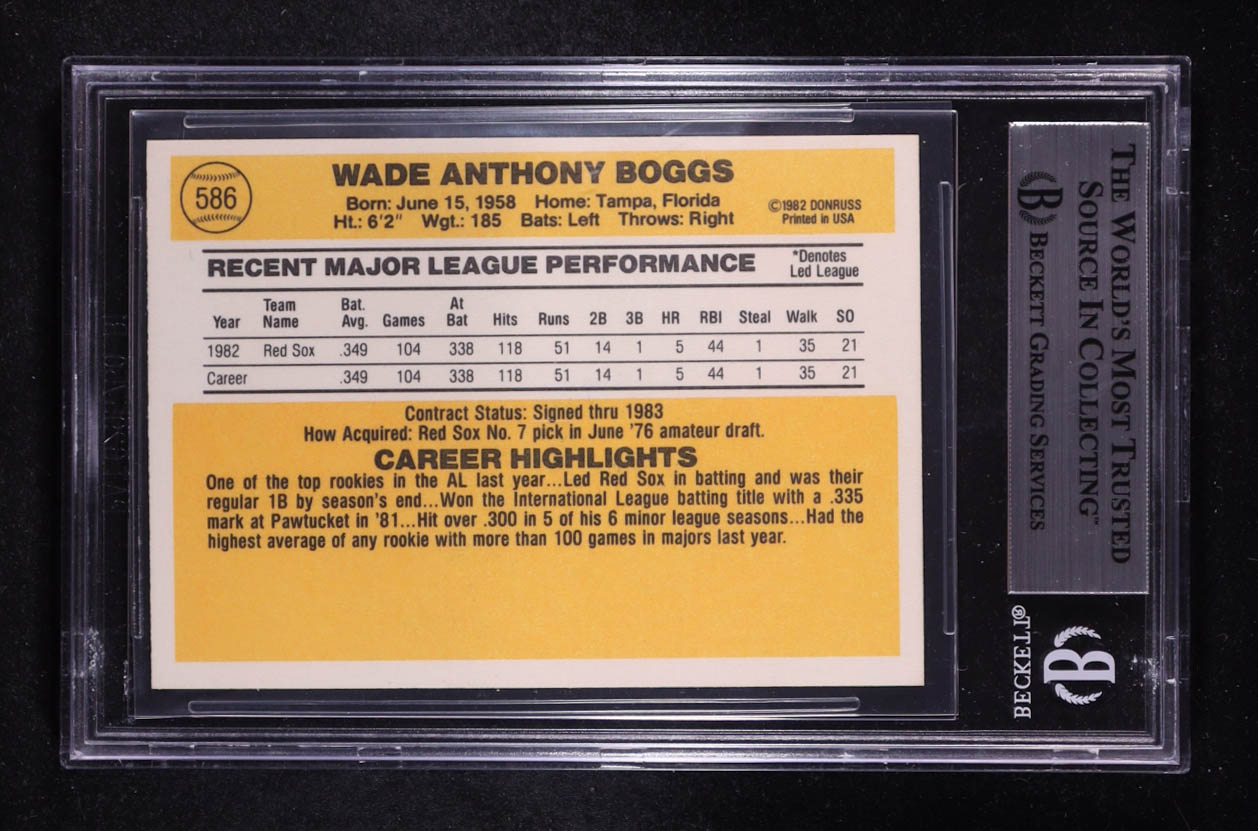 586
WADE ANTHONY BOGGS
Born: June 15, 1958 Home: Tampa, Florida
Ht.: 6'2" Wgt.: 185 Bats: Left Throws: Right
©1982 DONRUSS
Printed in USA
RECENT MAJOR LEAGUE PERFORMANCE
*Denotes
Led League
Year Team Name Bat. Avg. Games At Bat Hits Runs 2B 3B HR RBI Steal Walk SO
1982 Red Sox .349 104 338 118 51 14 1 5 44 1 35 21
Career .349 104 338 118 51 14 1 5 44 1 35 21
Contract Status: Signed thru 1983
How Acquired: Red Sox No. 7 pick in June '76 amateur draft.
CAREER HIGHLIGHTS
One of the top rookies in the AL last year...Led Red Sox in batting and was their
regular 1B by season's end...Won the International League batting title with a .335
mark at Pawtucket in '81...Hit over .300 in 5 of his 6 minor league seasons...Had the
highest average of any rookie with more than 100 games in majors last year.
THE WORLD'S MOST TRUSTED
SOURCE IN COLLECTING™
B BECKETT GRADING SERVICES
BECKETT®
B